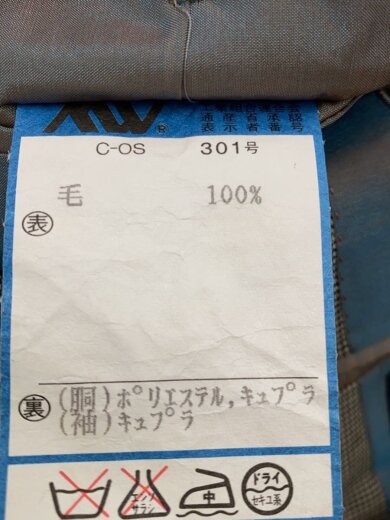 ®
C-OS 301号
毛 100%
表
(胴)ポリエステル,キュプラ
裏
(袖)キュプラ
エンソ
サラシ
中
ドライ
セキユ系